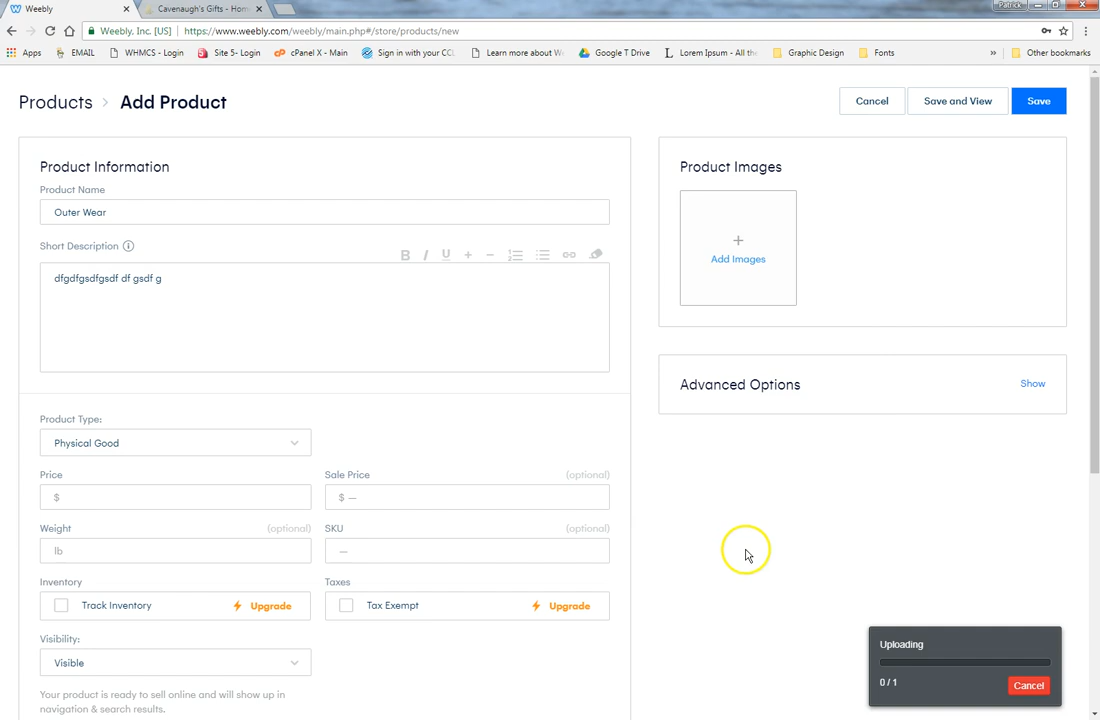 Weebly
Cavenaugh's Gifts - Hom
Patrick
Weebly, Inc. [US] https://www.weebly.com/weebly/main.php#/store/products/new
Apps EMAIL WHMCS - Login Site 5- Login cPanel X - Main Sign in with your CCL Learn more about We Google T Drive Lorem Ipsum - All the Graphic Design Fonts » Other bookmarks
Products > Add Product
Cancel Save and View Save
Product Information
Product Name
Outer Wear
Short Description
B I U + −
dfgdfgsdfgsdf df gsdf g
Product Type:
Physical Good
Price
$
Sale Price (optional)
$ —
Weight (optional)
lb
SKU (optional)
—
Inventory
Track Inventory Upgrade
Taxes
Tax Exempt Upgrade
Visibility:
Visible
Your product is ready to sell online and will show up in
navigation & search results.
Product Images
+
Add Images
Advanced Options Show
Uploading
0 / 1 Cancel